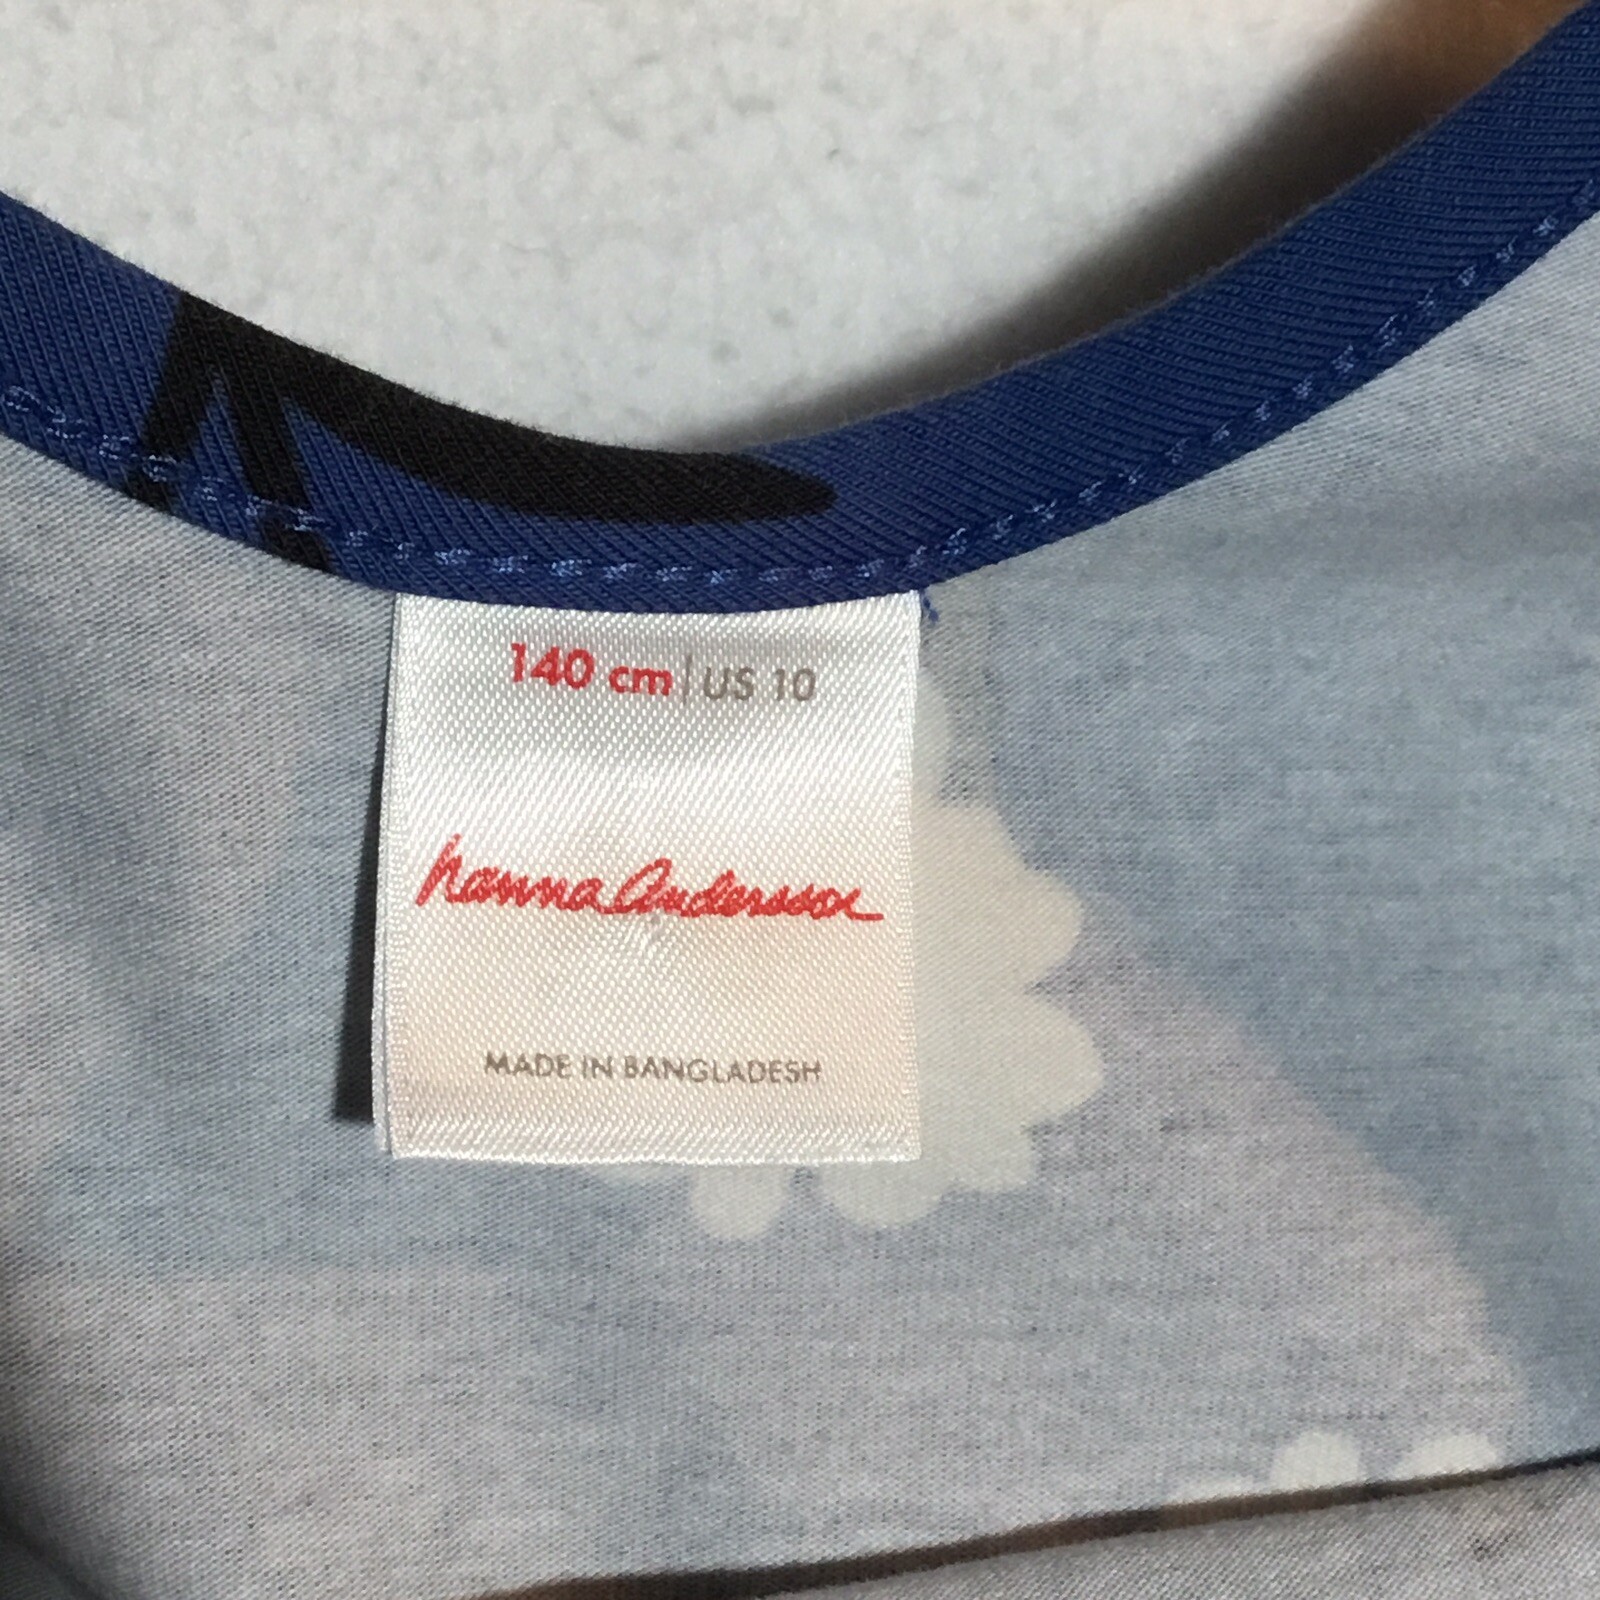 140 cm | US 10
hanna Andersson
MADE IN BANGLADESH